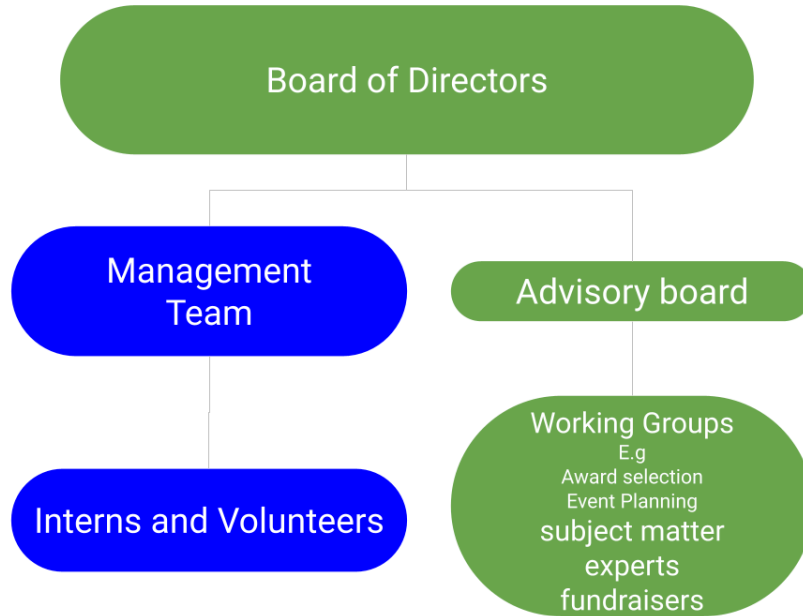 Board of Directors
Management
Team
Advisory board
Interns and Volunteers
Working Groups
E.g
Award selection
Event Planning
subject matter
experts
fundraisers